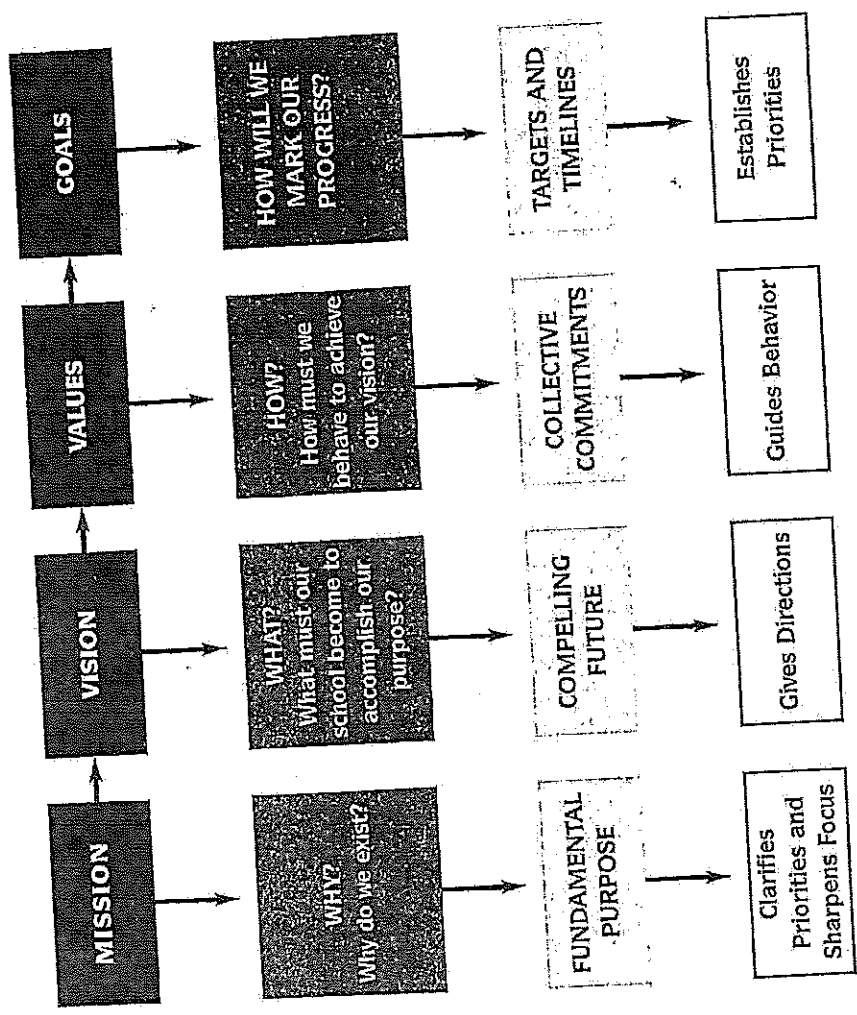 MISSION
VISION
VALUES
GOALS
WHY?
Why do we exist?
WHAT?
What must our
school become to
accomplish our
purpose?
HOW?
How must we
behave to achieve
our vision?
HOW WILL WE
MARK OUR
PROGRESS?
FUNDAMENTAL
PURPOSE
COMPELLING
FUTURE
COLLECTIVE
COMMITMENTS
TARGETS AND
TIMELINES
Clarifies
Priorities and
Sharpens Focus
Gives Directions
Guides Behavior
Establishes
Priorities